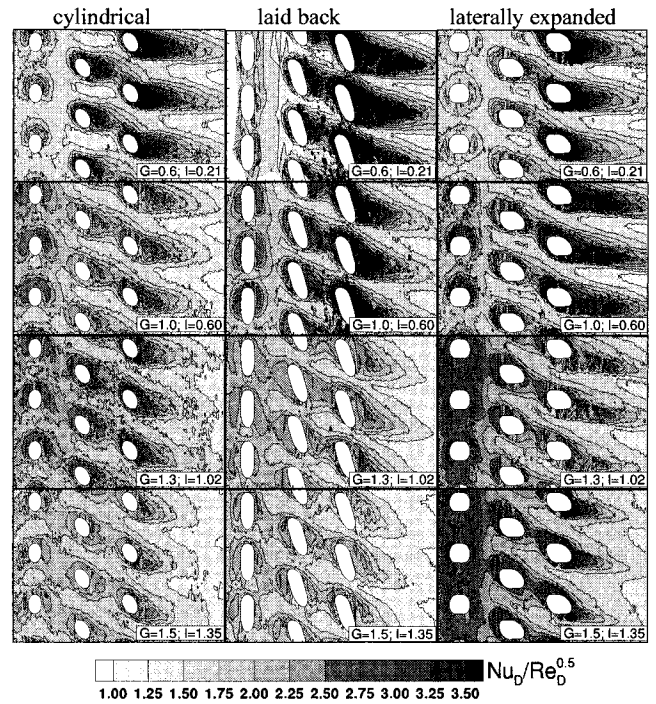 cylindrical laid back laterally expanded
G=0.6; I=0.21 G=0.6; I=0.21 G=0.6; I=0.21
G=1.0; I=0.60 G=1.0; I=0.60 G=1.0; I=0.60
G=1.3; I=1.02 G=1.3; I=1.02 G=1.3; I=1.02
G=1.5; I=1.35 G=1.5; I=1.35 G=1.5; I=1.35
Nu_D/Re_D^0.5
1.00 1.25 1.50 1.75 2.00 2.25 2.50 2.75 3.00 3.25 3.50